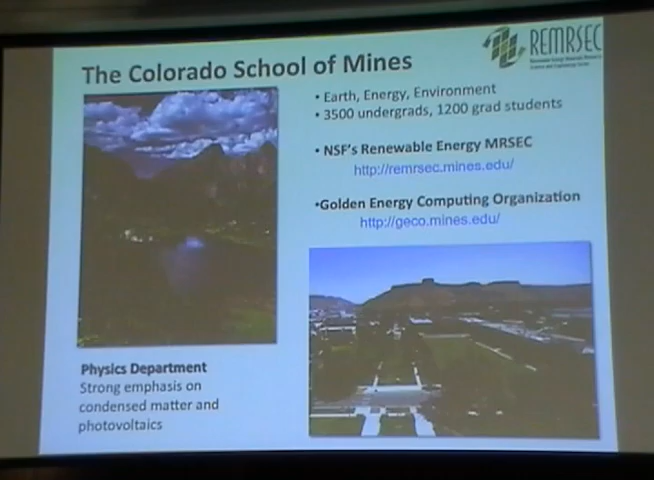 The Colorado School of Mines
REMRSEC
• Earth, Energy, Environment
• 3500 undergrads, 1200 grad students
• NSF's Renewable Energy MRSEC
http://remrsec.mines.edu/
•Golden Energy Computing Organization
http://geco.mines.edu/
Physics Department
Strong emphasis on
condensed matter and
photovoltaics